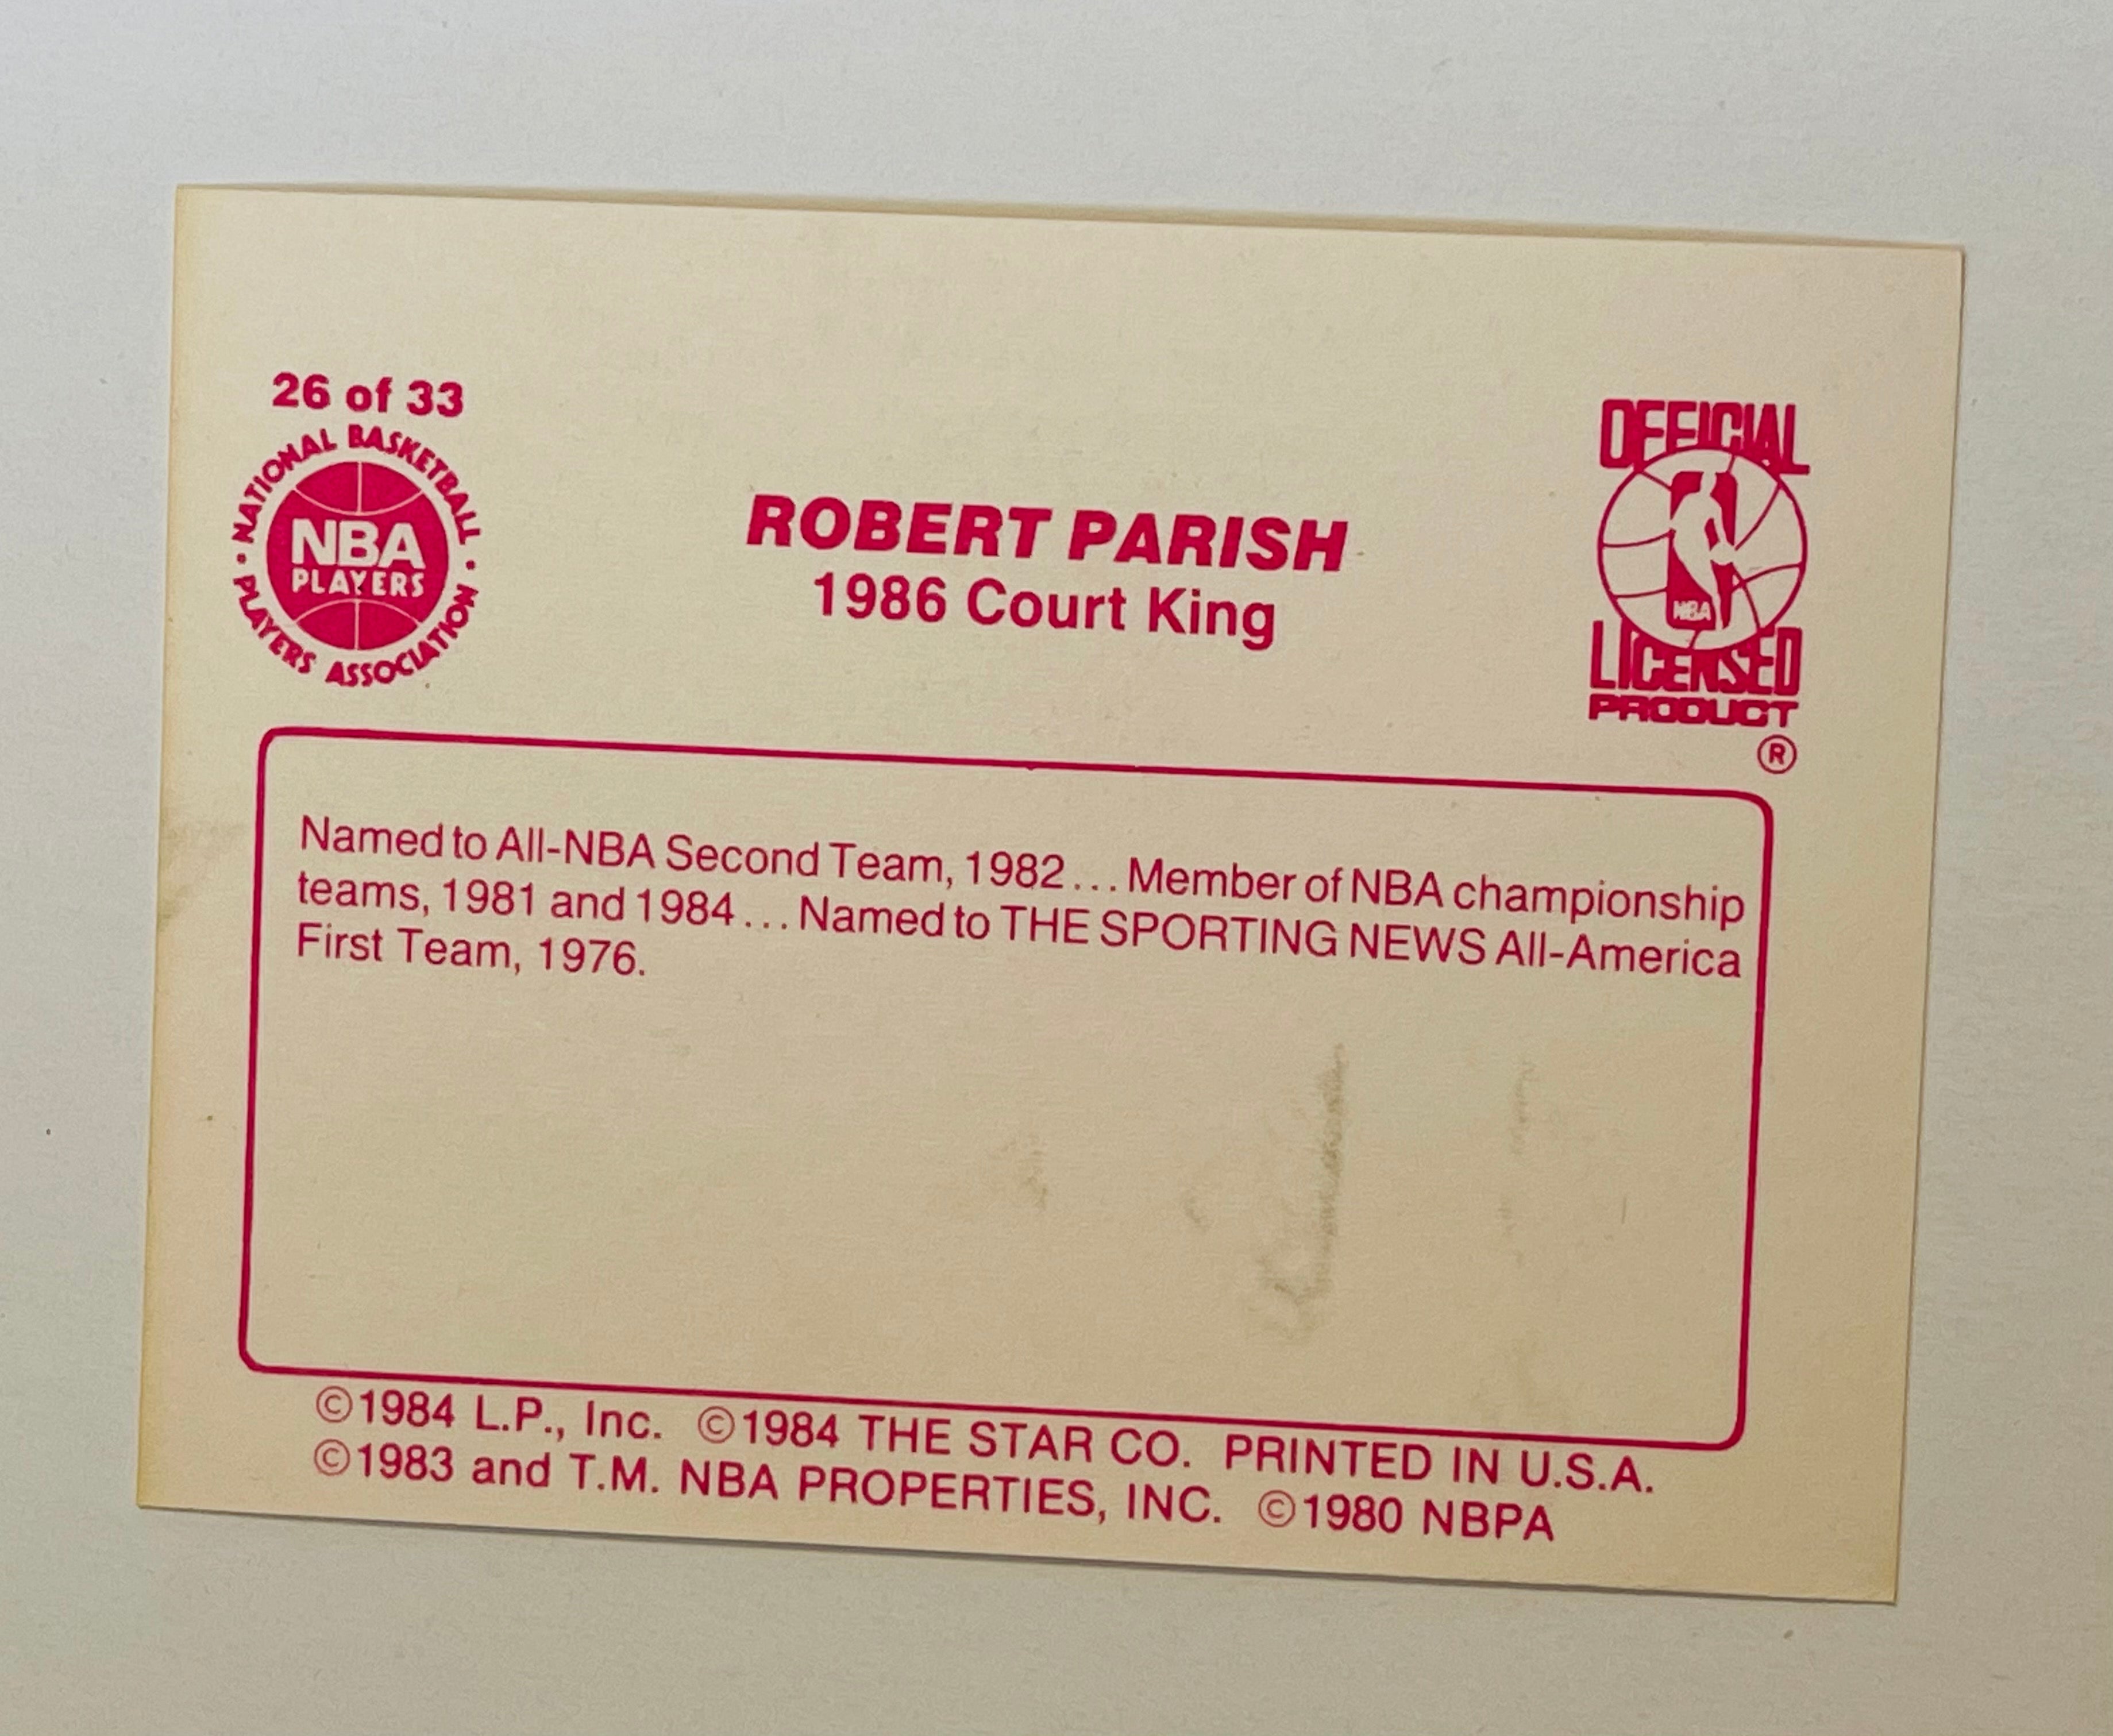 26 of 33
NATIONAL BASKETBALL
NBA
PLAYERS
• PLAYERS ASSOCIATION •
ROBERT PARISH
1986 Court King
OFFICIAL
NBA
LICENSED
PRODUCT
®
Named to All-NBA Second Team, 1982... Member of NBA championship
teams, 1981 and 1984... Named to THE SPORTING NEWS All-America
First Team, 1976.
©1984 L.P., Inc. ©1984 THE STAR CO. PRINTED IN U.S.A.
©1983 and T.M. NBA PROPERTIES, INC. ©1980 NBPA